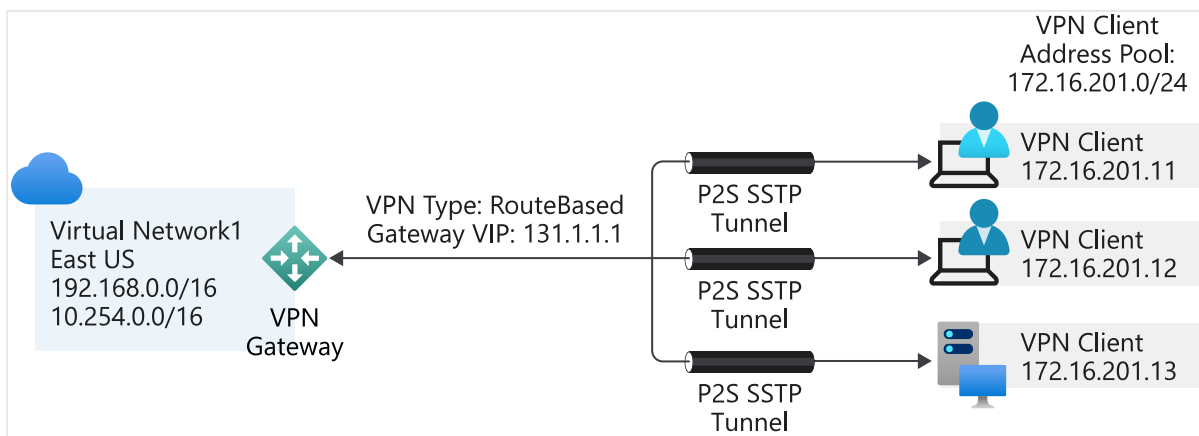 Virtual Network1
East US
192.168.0.0/16
10.254.0.0/16
VPN
Gateway
VPN Type: RouteBased
Gateway VIP: 131.1.1.1
P2S SSTP
Tunnel
P2S SSTP
Tunnel
P2S SSTP
Tunnel
VPN Client
Address Pool:
172.16.201.0/24
VPN Client
172.16.201.11
VPN Client
172.16.201.12
VPN Client
172.16.201.13